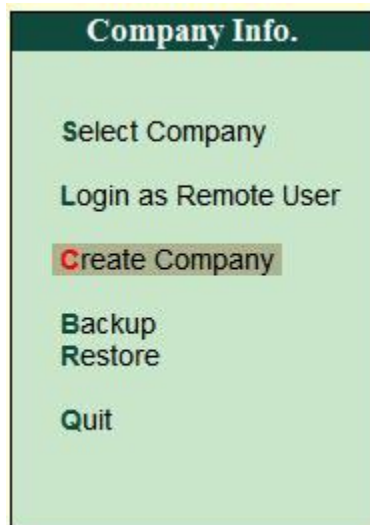 Company Info.
Select Company
Login as Remote User
Create Company
Backup
Restore
Quit